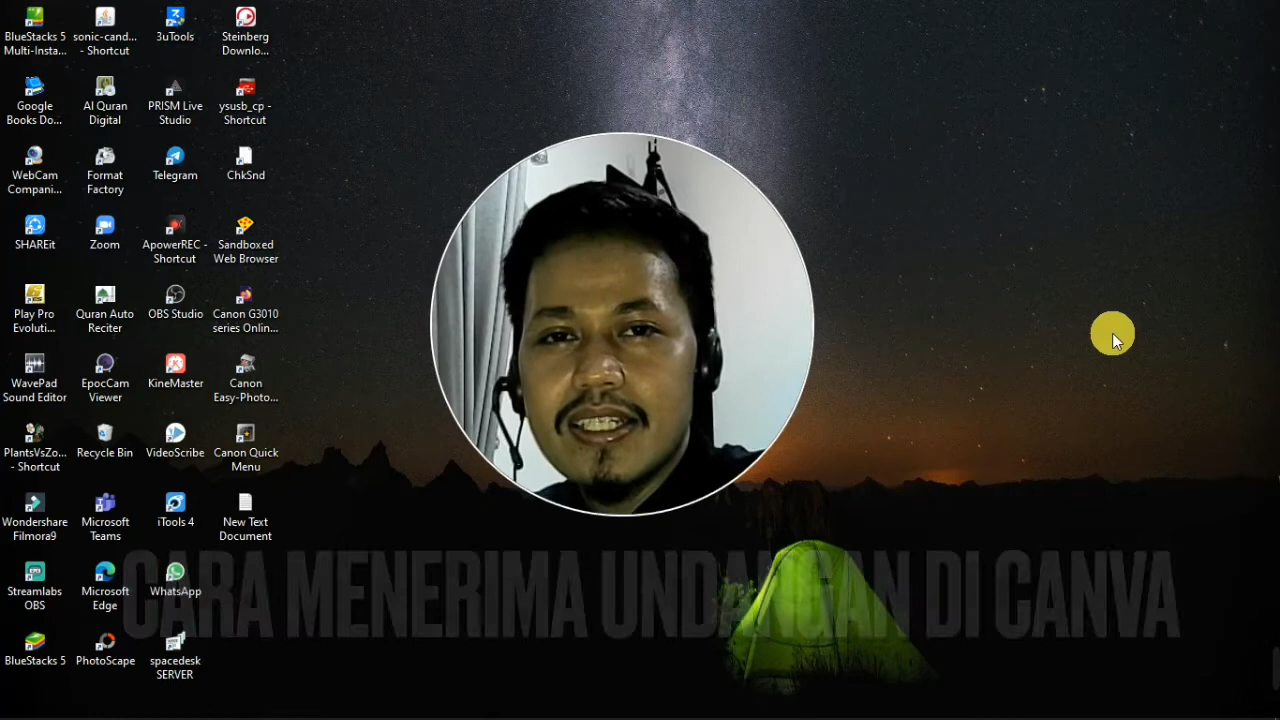 BlueStacks 5
Multi-Insta...
sonic-cand...
- Shortcut
3uTools
Steinberg
Downlo...
Google
Books Do...
Al Quran
Digital
PRISM Live
Studio
ysusb_cp -
Shortcut
WebCam
Compani...
Format
Factory
Telegram
ChkSnd
SHAREit
Zoom
ApowerREC -
Shortcut
Sandboxed
Web Browser
Play Pro
Evoluti...
Quran Auto
Reciter
OBS Studio
Canon G3010
series Onlin...
WavePad
Sound Editor
EpocCam
Viewer
KineMaster
Canon
Easy-Photo...
PlantsVsZo...
- Shortcut
Recycle Bin
VideoScribe
Canon Quick
Menu
Wondershare
Filmora9
Microsoft
Teams
iTools 4
New Text
Document
Streamlabs
OBS
Microsoft
Edge
WhatsApp
BlueStacks 5
PhotoScape
spacedesk
SERVER
CARA MENERIMA UNDANGAN DI CANVA